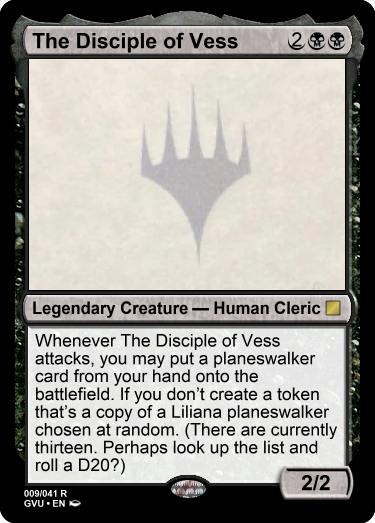 The Disciple of Vess 2
Legendary Creature — Human Cleric
Whenever The Disciple of Vess
attacks, you may put a planeswalker
card from your hand onto the
battlefield. If you don't create a token
that's a copy of a Liliana planeswalker
chosen at random. (There are currently
thirteen. Perhaps look up the list and
roll a D20?)
2/2
009/041 R
GVU • EN